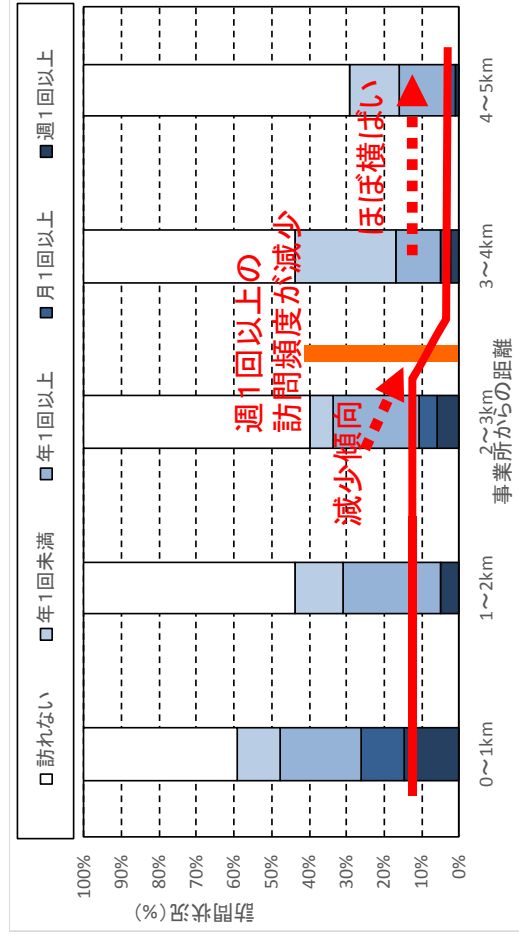 □ 訪れない ■ 年1回未満 ■ 年1回以上 ■ 月1回以上 ■ 週1回以上
100%
90%
80%
70%
60%
50%
40%
30%
20%
10%
0%
訪問状況(%)
週1回以上の
訪問頻度が減少
減少傾向
ほぼ横ばい
0～1km
1～2km
2～3km
3～4km
4～5km
事業所からの距離